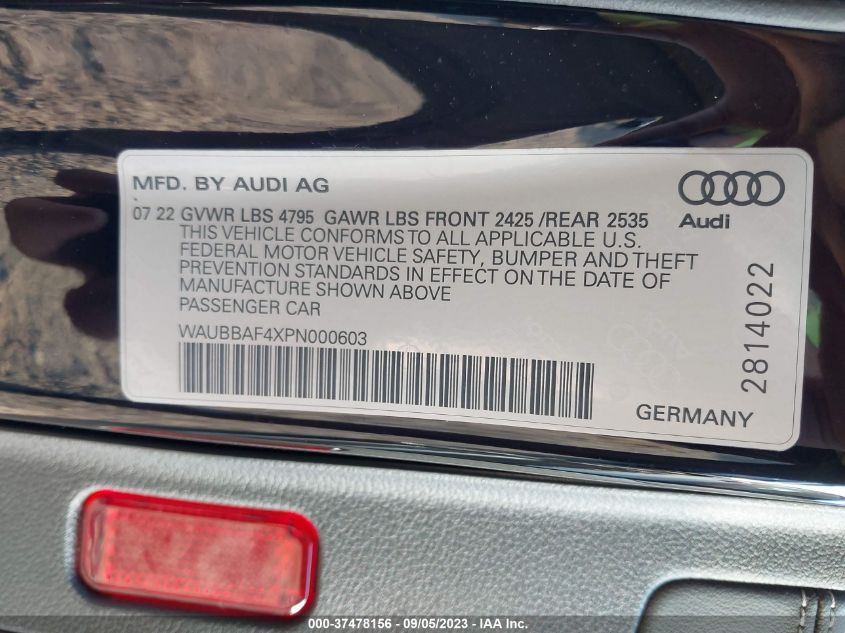 MFD. BY AUDI AG
07 22 GVWR LBS 4795 GAWR LBS FRONT 2425 /REAR 2535
THIS VEHICLE CONFORMS TO ALL APPLICABLE U.S.
FEDERAL MOTOR VEHICLE SAFETY, BUMPER AND THEFT
PREVENTION STANDARDS IN EFFECT ON THE DATE OF
MANUFACTURE SHOWN ABOVE
PASSENGER CAR
WAUBBAF4XPN000603
Audi
2814022
GERMANY
000-37478156 - 09/05/2023 - IAA Inc.